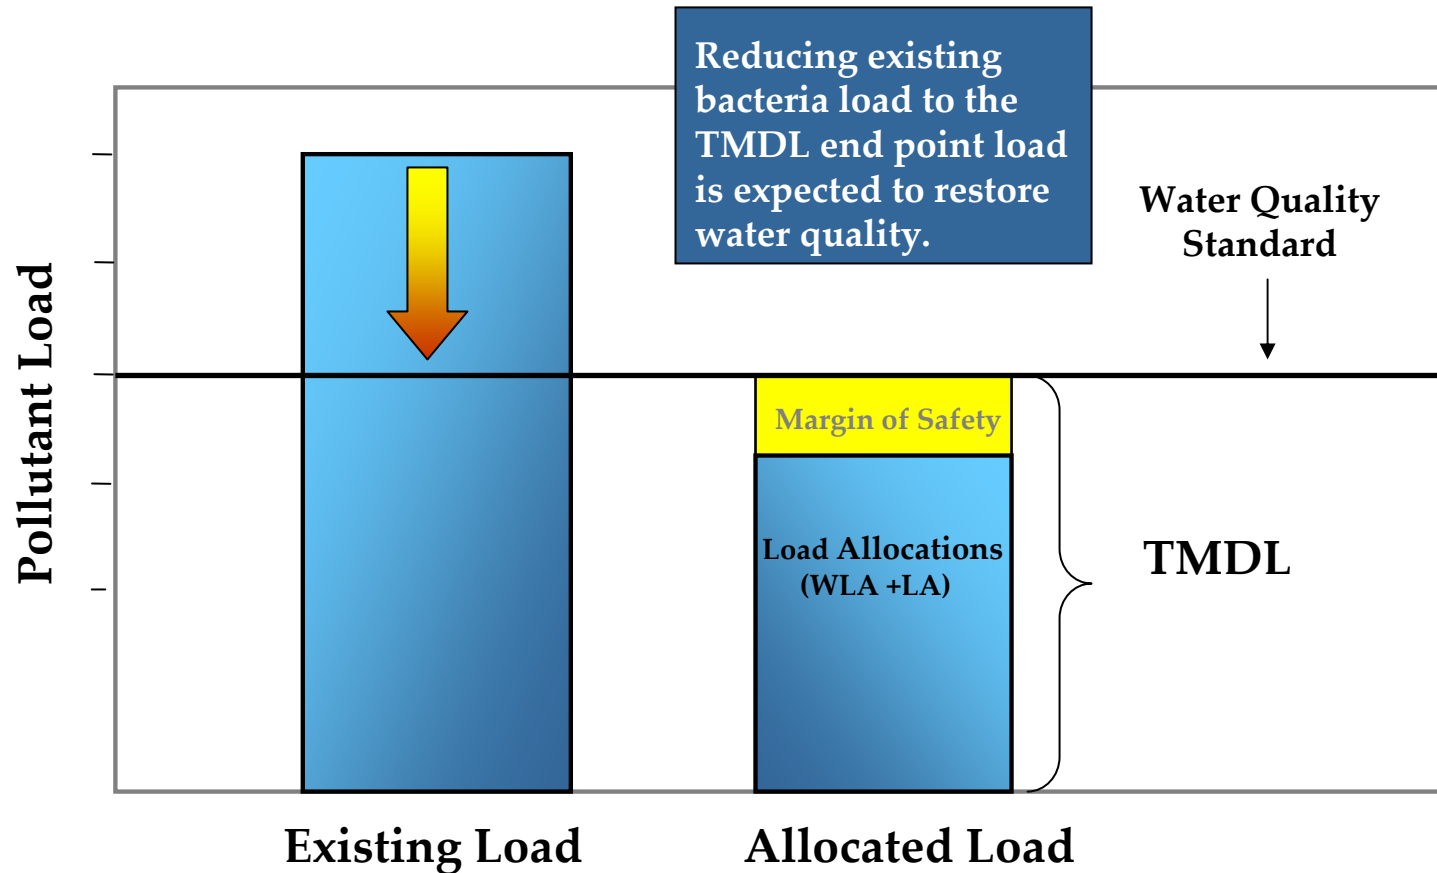 Reducing existing
bacteria load to the
TMDL end point load
is expected to restore
water quality.
Water Quality
Standard
Pollutant Load
Margin of Safety
Load Allocations
(WLA +LA)
TMDL
Existing Load
Allocated Load